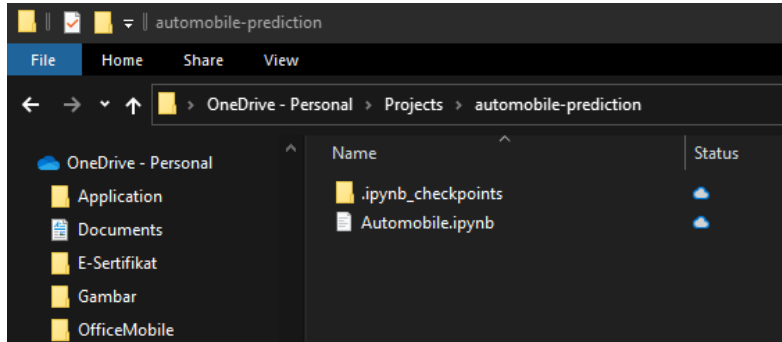 automobile-prediction
File Home Share View
OneDrive - Personal > Projects > automobile-prediction
OneDrive - Personal
Application
Documents
E-Sertifikat
Gambar
OfficeMobile
Name Status
.ipynb_checkpoints
Automobile.ipynb